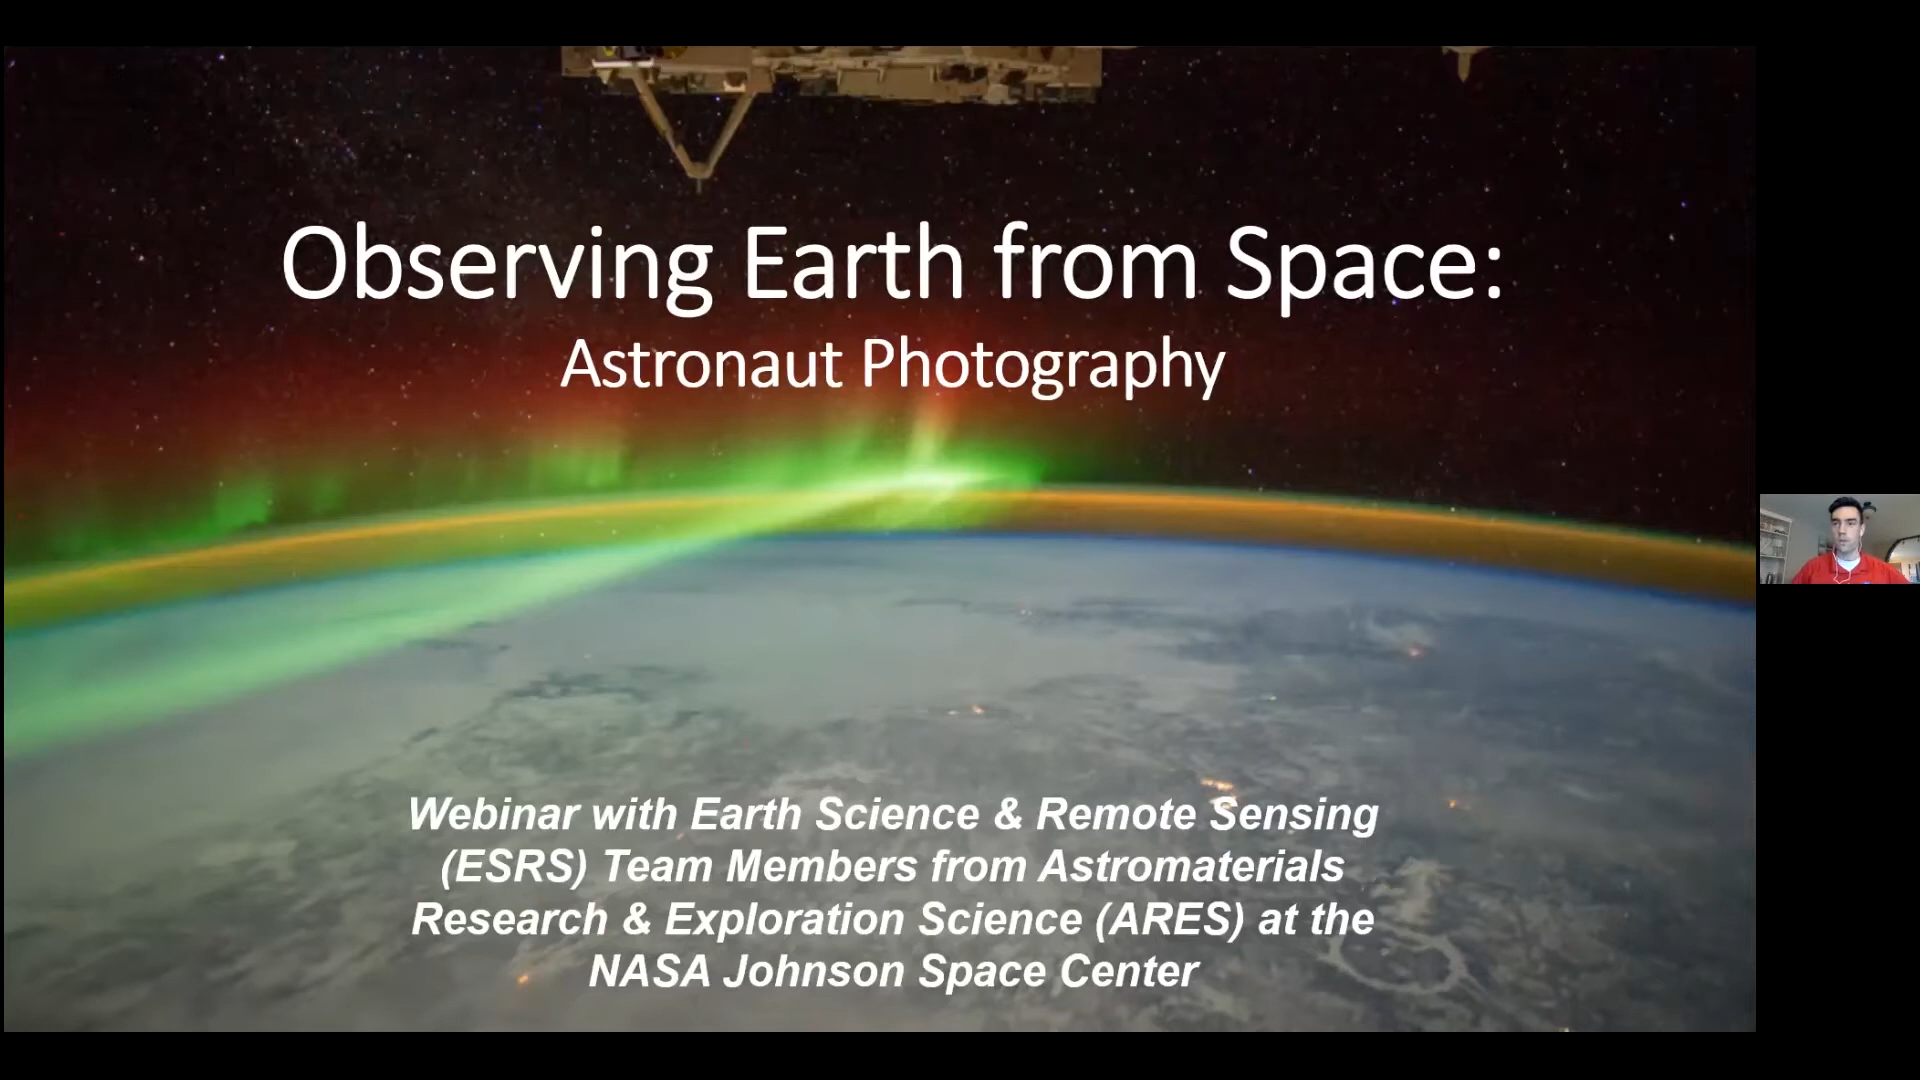 Observing Earth from Space:
Astronaut Photography
Webinar with Earth Science & Remote Sensing
(ESRS) Team Members from Astromaterials
Research & Exploration Science (ARES) at the
NASA Johnson Space Center